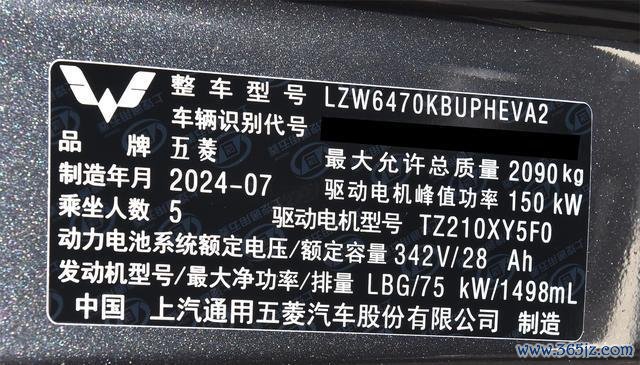 整车型号 LZW6470KBUPHEVA2
车辆识别代号
品牌 五菱 最大允许总质量 2090kg
制造年月 2024-07 驱动电机峰值功率 150 kW
乘坐人数 5 驱动电机型号 TZ210XY5F0
动力电池系统额定电压/额定容量 342V/28 Ah
发动机型号/最大净功率/排量 LBG/75 kW/1498mL
中国 上汽通用五菱汽车股份有限公司 制造
www.365jz.com